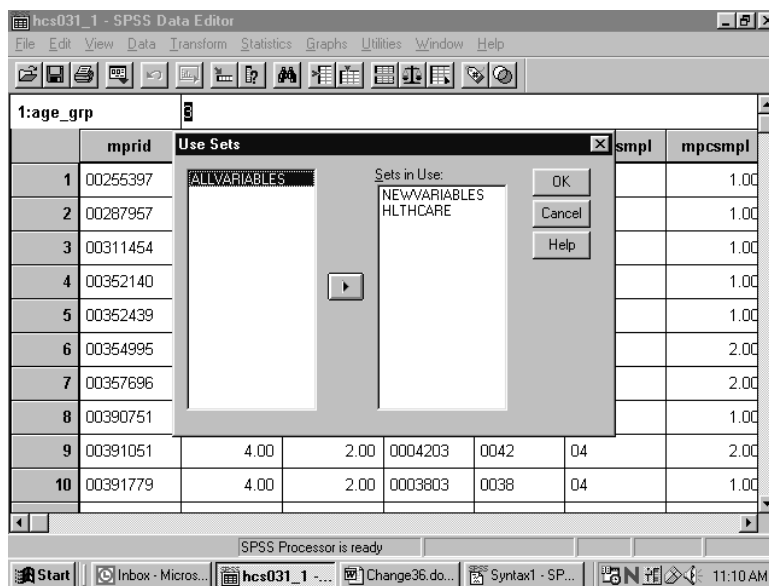 hcs031_1 - SPSS Data Editor
File Edit View Data Transform Statistics Graphs Utilities Window Help
1:age_grp 3
mprid smpl mpcsmpl
Use Sets
ALLVARIABLES
Sets in Use:
NEWVARIABLES
HLTHCARE
OK
Cancel
Help
1 00255397 1.00
2 00287957 1.00
3 00311454 1.00
4 00352140 1.00
5 00352439 1.00
6 00354995 2.00
7 00357696 2.00
8 00390751 1.00
9 00391051 4.00 2.00 0004203 0042 04 2.00
10 00391779 4.00 2.00 0003803 0038 04 1.00
SPSS Processor is ready
Start Inbox - Micros... hcs031_1 -... Change36.do... Syntax1 - SP... 11:10 AM